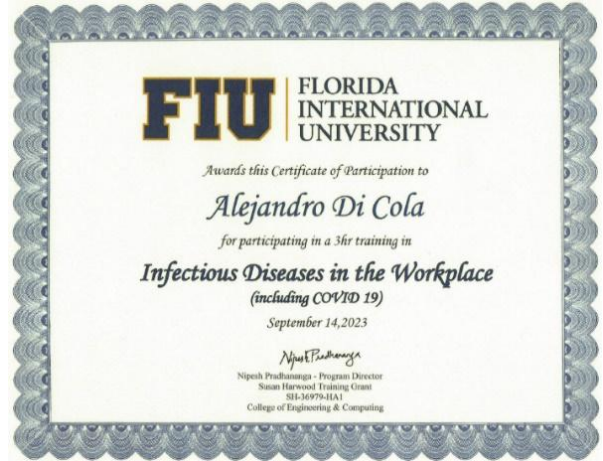 FIU
FLORIDA
INTERNATIONAL
UNIVERSITY
Awards this Certificate of Participation to
Alejandro Di Cola
for participating in a 3hr training in
Infectious Diseases in the Workplace
(including COVID 19)
September 14,2023
Nipesh Pradhananga - Program Director
Susan Harwood Training Grant
SH-36979-HA1
College of Engineering & Computing